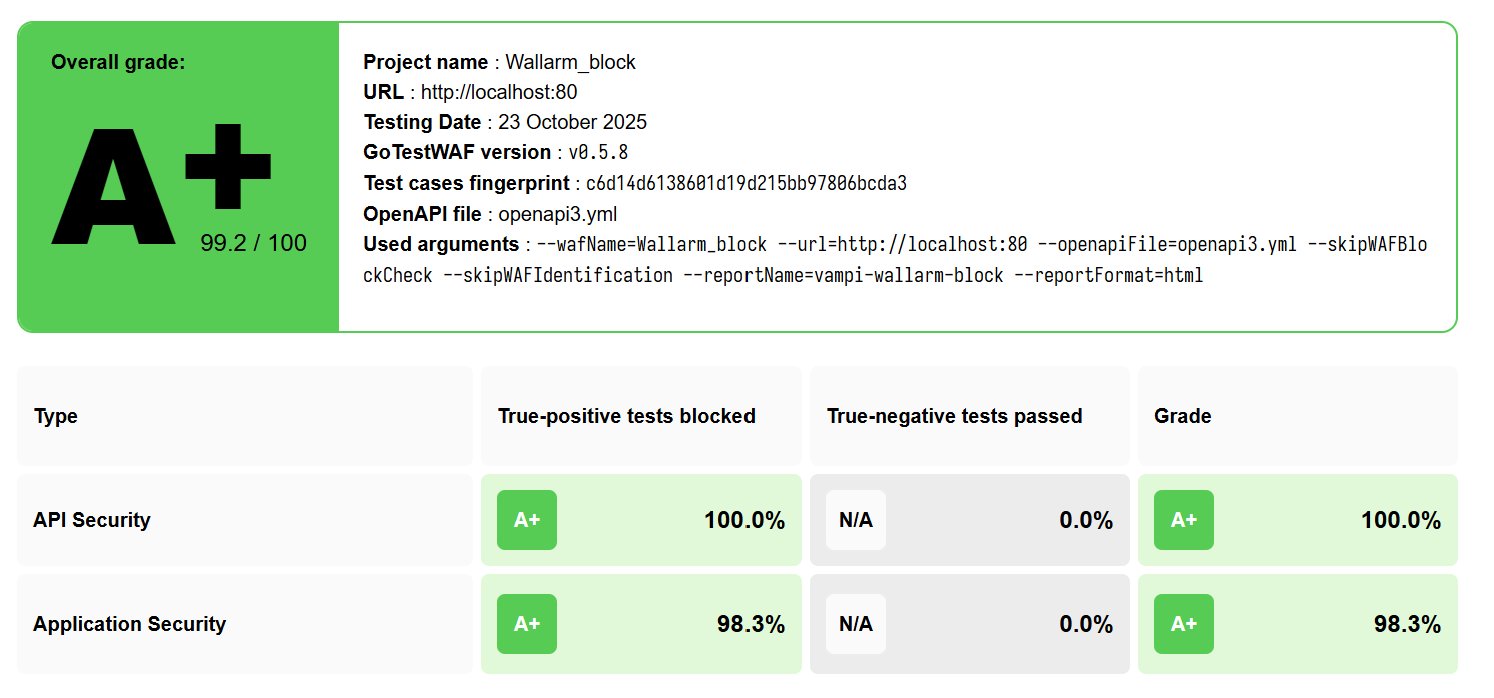 Overall grade:
A+
99.2 / 100
Project name : Wallarm_block
URL : http://localhost:80
Testing Date : 23 October 2025
GoTestWAF version : v0.5.8
Test cases fingerprint : c6d14d6138601d19d215bb97806bcda3
OpenAPI file : openapi3.yml
Used arguments : --wafName=Wallarm_block --url=http://localhost:80 --openapiFile=openapi3.yml --skipWAFBlo
ckCheck --skipWAFIdentification --reportName=vampi-wallarm-block --reportFormat=html
Type True-positive tests blocked True-negative tests passed Grade
API Security A+ 100.0% N/A 0.0% A+ 100.0%
Application Security A+ 98.3% N/A 0.0% A+ 98.3%